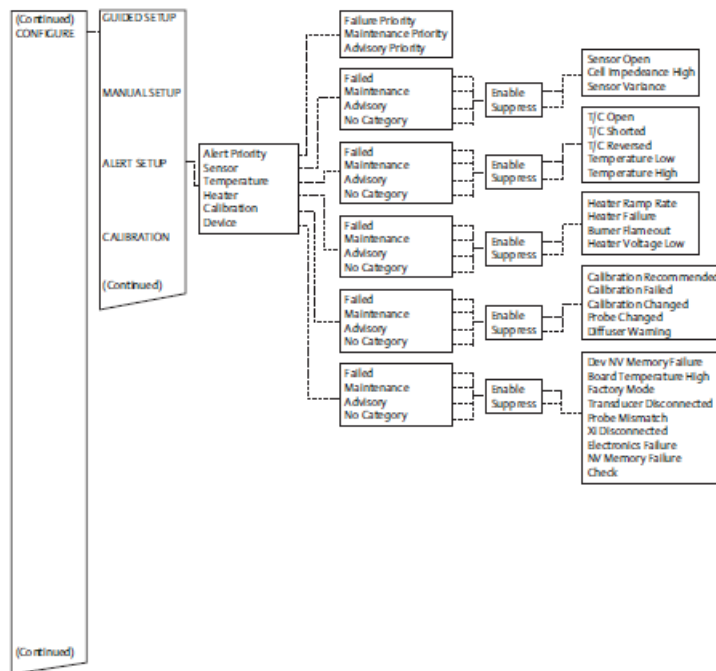 (Continued)
CONFIGURE
GUIDED SETUP
MANUAL SETUP
ALERT SETUP
CALIBRATION
(Continued)
(Continued)
Alert Priority
Sensor
Temperature
Heater
Calibration
Device
Failure Priority
Maintenance Priority
Advisory Priority
Failed
Maintenance
Advisory
No Category
Enable
Suppress
Sensor Open
Cell Impedeance High
Sensor Variance
Failed
Maintenance
Advisory
No Category
Enable
Suppress
T/C Open
T/C Shorted
T/C Reversed
Temperature Low
Temperature High
Failed
Maintenance
Advisory
No Category
Enable
Suppress
Heater Ramp Rate
Heater Failure
Burner Flameout
Heater Voltage Low
Failed
Maintenance
Advisory
No Category
Enable
Suppress
Calibration Recommended
Calibration Failed
Calibration Changed
Probe Changed
Diffuser Warning
Failed
Maintenance
Advisory
No Category
Enable
Suppress
Dev NV Memory Failure
Board Temperature High
Factory Mode
Transducer Disconnected
Probe Mismatch
XI Disconnected
Electronics Failure
NV Memory Failure
Check